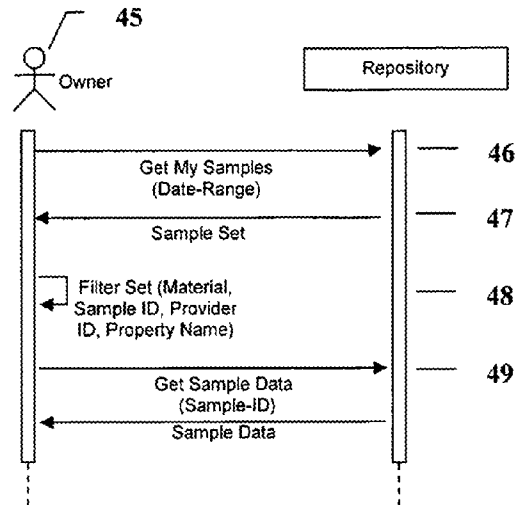 45
Owner
Repository
Get My Samples
(Date-Range)
46
Sample Set
47
Filter Set (Material,
Sample ID, Provider
ID, Property Name)
48
Get Sample Data
(Sample-ID)
49
Sample Data